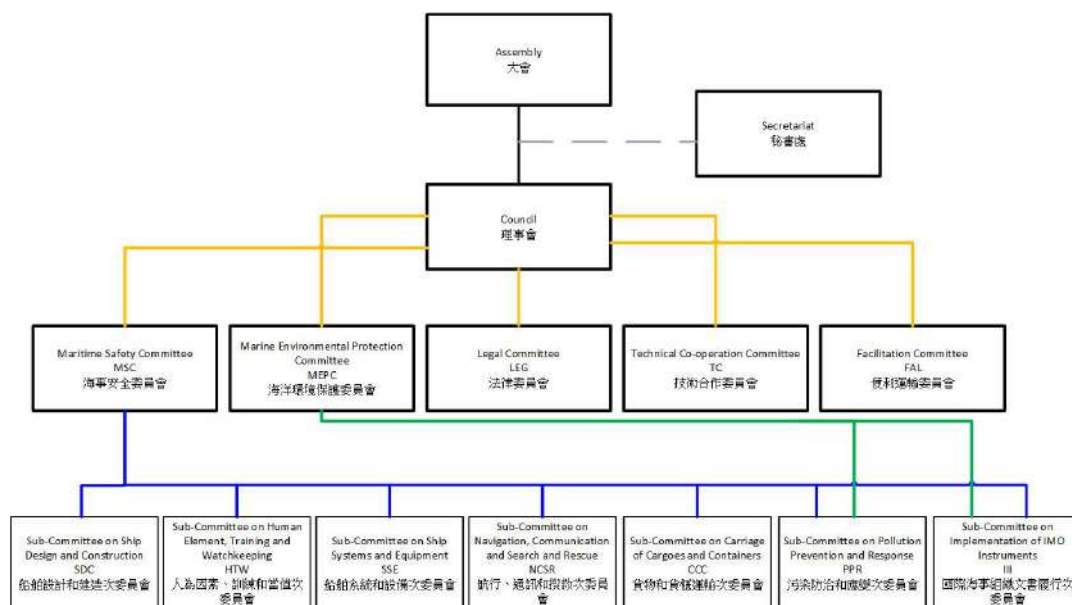 Assembly
大會
Secretariat
秘書處
Council
理事會
Maritime Safety Committee
MSC
海事安全委員會
Marine Environmental Protection
Committee
MEPC
海洋環境保護委員會
Legal Committee
LEG
法律委員會
Technical Co-operation Committee
TC
技術合作委員會
Facilitation Committee
FAL
便利運輸委員會
Sub-Committee on Ship
Design and Construction
SDC
船舶設計和建造次委員會
Sub-Committee on Human
Element, Training and
Watchkeeping
HTW
人為因素、訓練和當值次
委員會
Sub-Committee on Ship
Systems and Equipment
SSE
船舶系統和設備次委員會
Sub-Committee on
Navigation, Communication
and Search and Rescue
NCSR
航行、通訊和搜救次委員
會
Sub-Committee on Carriage
of Cargoes and Containers
CCC
貨物和貨櫃運輸次委員會
Sub-Committee on Pollution
Prevention and Response
PPR
污染防治和應變次委員會
Sub-Committee on
Implementation of IMO
Instruments
III
國際海事組織文書履行次
委員會